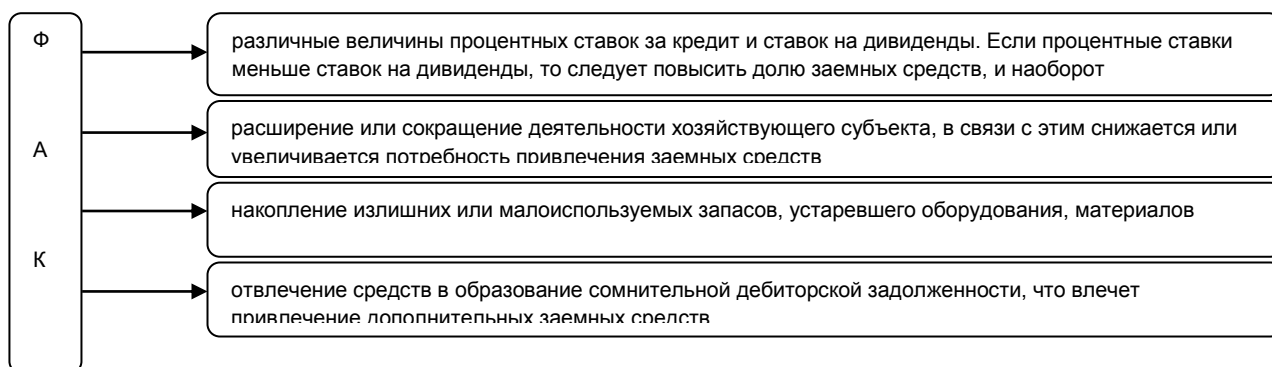 Ф
А
К
различные величины процентных ставок за кредит и ставок на дивиденды. Если процентные ставки
меньше ставок на дивиденды, то следует повысить долю заемных средств, и наоборот
расширение или сокращение деятельности хозяйствующего субъекта, в связи с этим снижается или
увеличивается потребность привлечения заемных средств
накопление излишних или малоиспользуемых запасов, устаревшего оборудования, материалов
отвлечение средств в образование сомнительной дебиторской задолженности, что влечет
привлечение дополнительных заемных средств